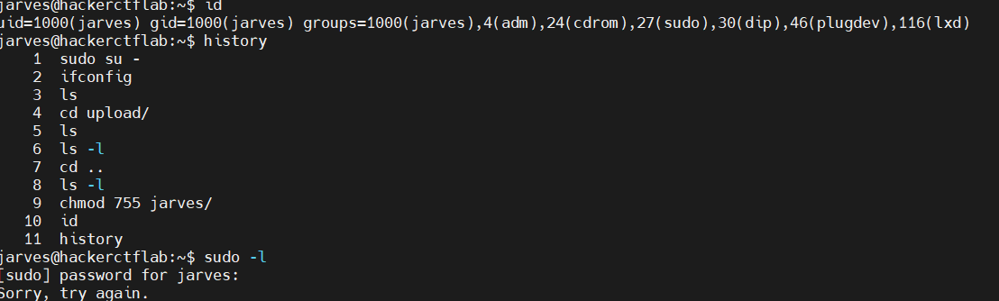 jarves@hackerctflab:~$ id
uid=1000(jarves) gid=1000(jarves) groups=1000(jarves),4(adm),24(cdrom),27(sudo),30(dip),46(plugdev),116(lxd)
jarves@hackerctflab:~$ history
1 sudo su -
2 ifconfig
3 ls
4 cd upload/
5 ls
6 ls -l
7 cd ..
8 ls -l
9 chmod 755 jarves/
10 id
11 history
jarves@hackerctflab:~$ sudo -l
[sudo] password for jarves:
Sorry, try again.